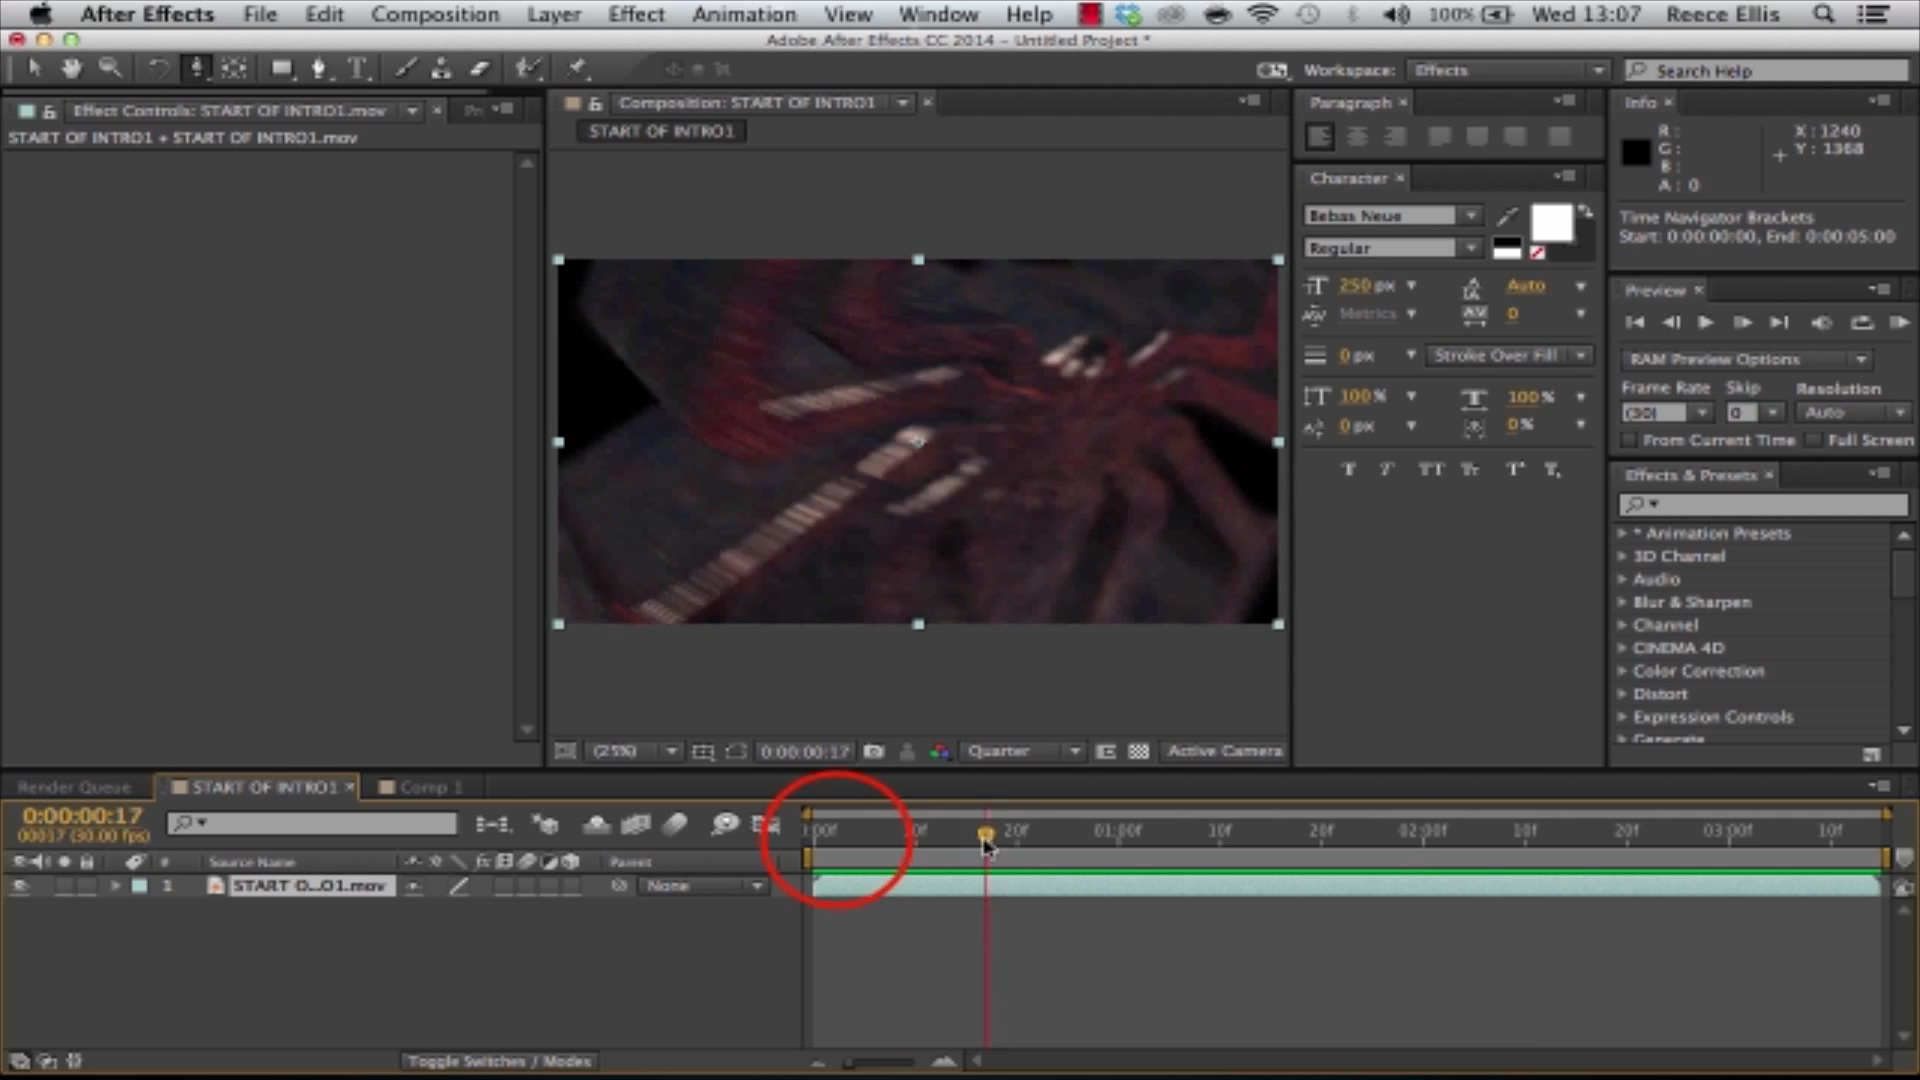 After Effects File Edit Composition Layer Effect Animation View Window Help 100% Wed 13:07 Reece Ellis
Adobe After Effects CC 2014 - Untitled Project *
Workspace: Effects Search Help
Effect Controls: START OF INTRO1.mov
START OF INTRO1 • START OF INTRO1.mov
Composition: START OF INTRO1
START OF INTRO1
Paragraph
Character
Bebas Neue
Regular
250 px Auto
Metrics 0
0 px Stroke Over Fill
100 % 100 %
0 px 0 %
T T TT Tr T T
Info
R :
G :
B :
A : 0
X : 1240
Y : 1368
Time Navigator Brackets
Start: 0:00:00:00, End: 0:00:05:00
Preview
RAM Preview Options
Frame Rate Skip Resolution
(30) 0 Auto
From Current Time Full Screen
Effects & Presets
* Animation Presets
3D Channel
Audio
Blur & Sharpen
Channel
CINEMA 4D
Color Correction
Distort
Expression Controls
Generate
(25%) 0:00:00:17 Quarter Active Camera
Render Queue START OF INTRO1 Comp 1
0:00:00:17
00017 (30.00 fps)
20f 01:00f 10f 20f 02:00f 10f 20f 03:00f 10f
# Source Name fx Parent
1 START O...O1.mov None
Toggle Switches / Modes